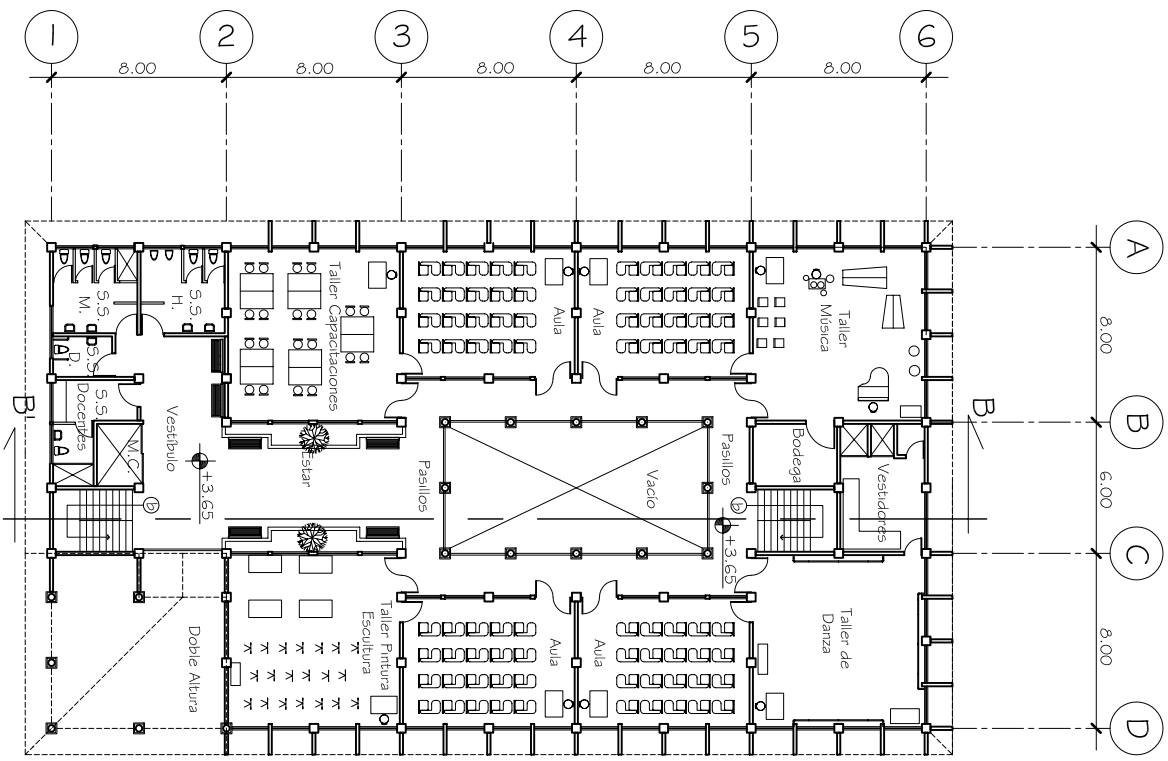 1
2
3
4
5
6
8.00
8.00
8.00
8.00
8.00
A
B
C
D
8.00
6.00
8.00
S.S.
M.
S.S.
H.
S.S.
D.
S.S.
Docentes
M.C.
Vestíbulo
+3.65
b
Taller Capacitaciones
Estar
Pasillos
Aula
Aula
Vacío
Pasillos
b
+3.65
Taller
Música
Bodega
Vestidores
B'
B
Doble Altura
Taller Pintura
Escultura
Aula
Aula
Taller de
Danza